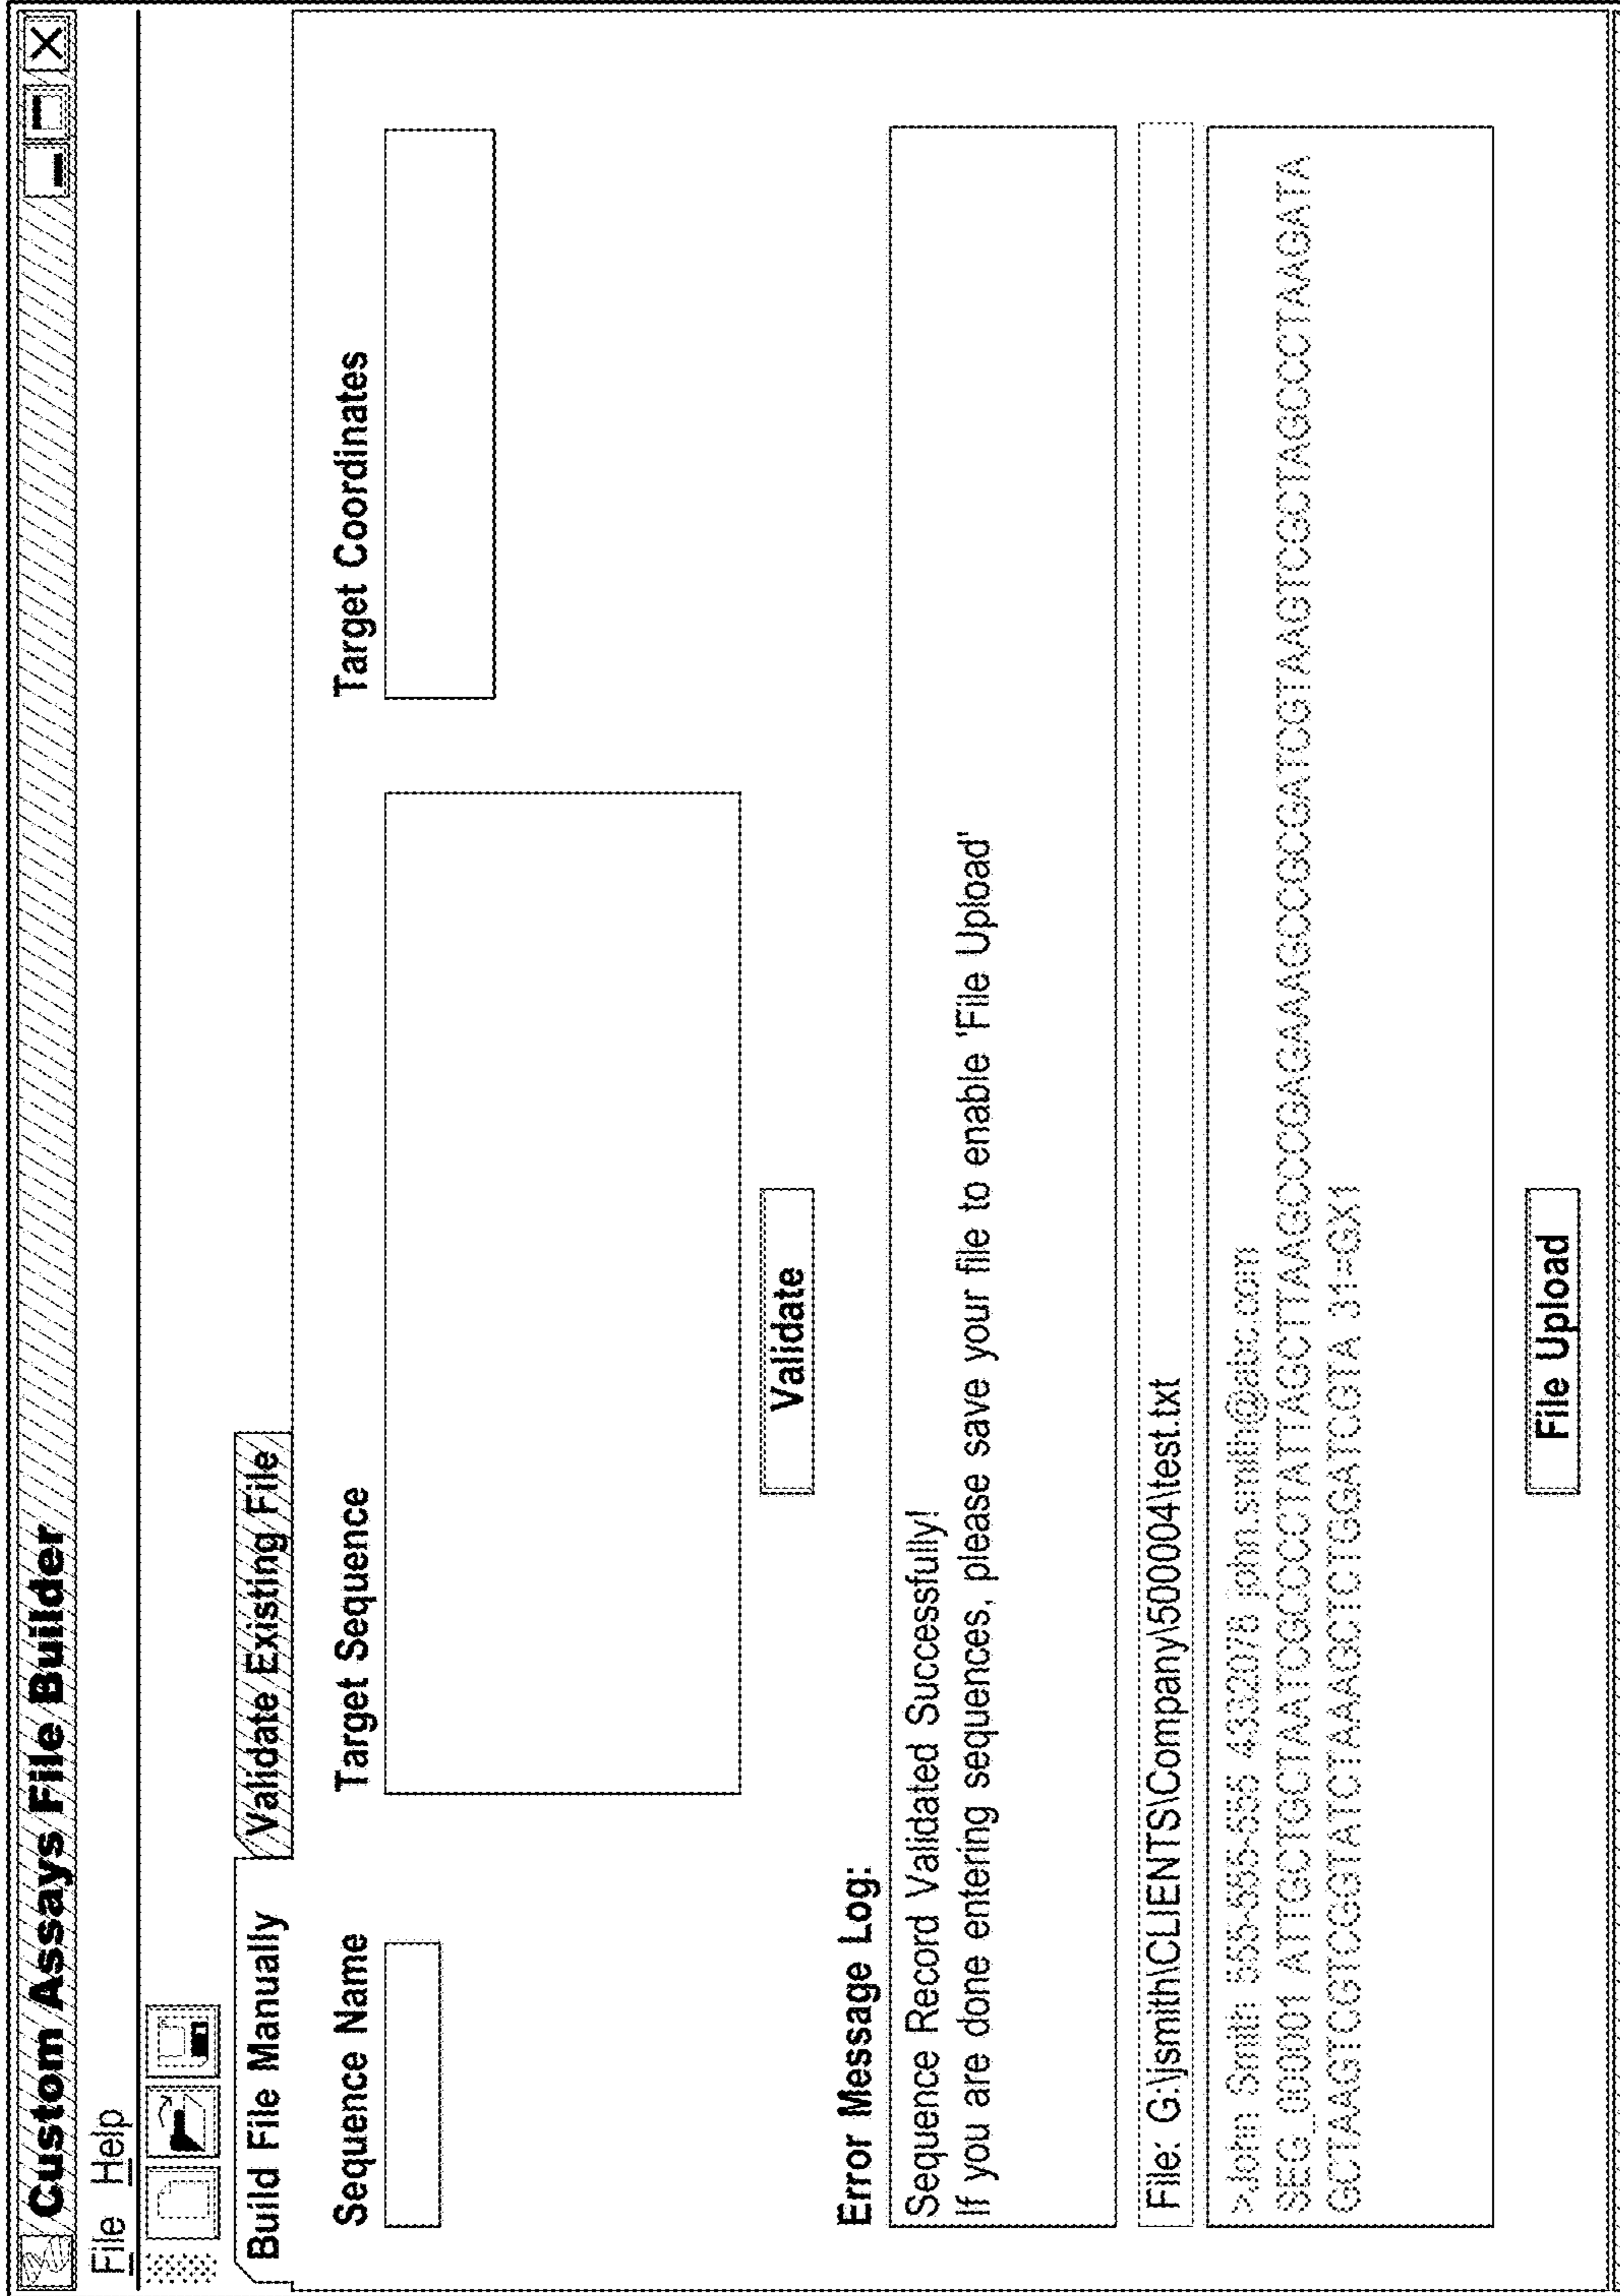 Custom Assays File Builder
File Help
Build File Manually
Validate Existing File
Sequence Name
Target Sequence
Target Coordinates
Validate
Error Message Log:
Sequence Record Validated Successfully!
If you are done entering sequences, please save your file to enable 'File Upload'
File: G:\jsmith\CLIENTS\Company\500004\test.txt
>John Smith 555-555-555 4332078 john.smith@abc.com
SEG_00001
31=GX1
File Upload